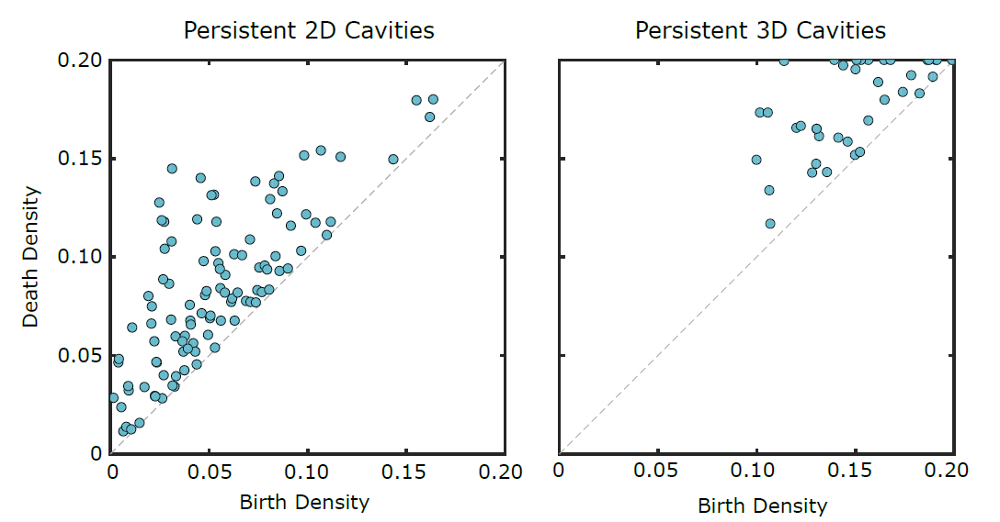 Persistent 2D Cavities
Persistent 3D Cavities
0.20
0.15
0.10
0.05
0
Death Density
0 0.05 0.10 0.15 0.20
0 0.05 0.10 0.15 0.20
Birth Density
Birth Density